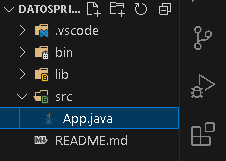 DATOSPRI...
.vscode
bin
lib
src
App.java
README.md